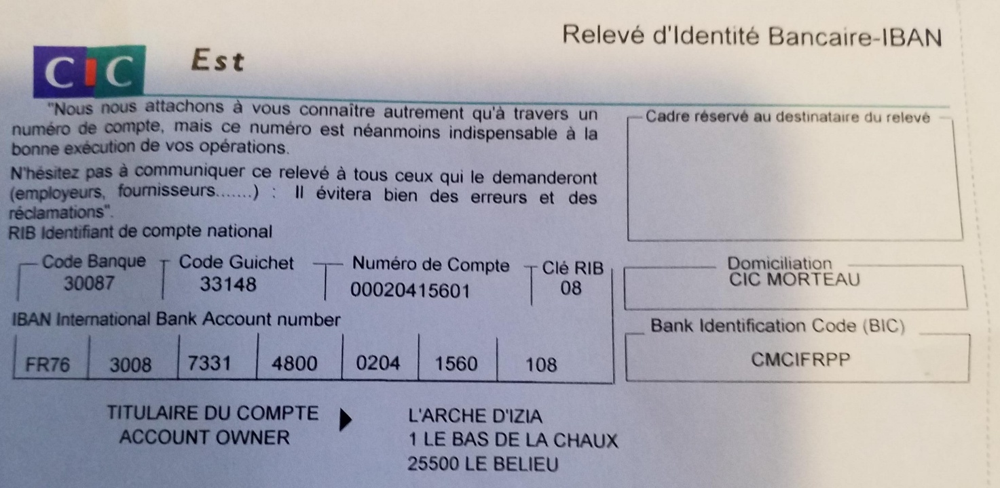 Relevé d'Identité Bancaire-IBAN
CIC Est
"Nous nous attachons à vous connaître autrement qu'à travers un
numéro de compte, mais ce numéro est néanmoins indispensable à la
bonne exécution de vos opérations.
N'hésitez pas à communiquer ce relevé à tous ceux qui le demanderont
(employeurs, fournisseurs.......) : Il évitera bien des erreurs et des
réclamations".
Cadre réservé au destinataire du relevé
RIB Identifiant de compte national
Code Banque Code Guichet Numéro de Compte Clé RIB
30087 33148 00020415601 08
Domiciliation
CIC MORTEAU
IBAN International Bank Account number
FR76 3008 7331 4800 0204 1560 108
Bank Identification Code (BIC)
CMCIFRPP
TITULAIRE DU COMPTE
ACCOUNT OWNER
L'ARCHE D'IZIA
1 LE BAS DE LA CHAUX
25500 LE BELIEU